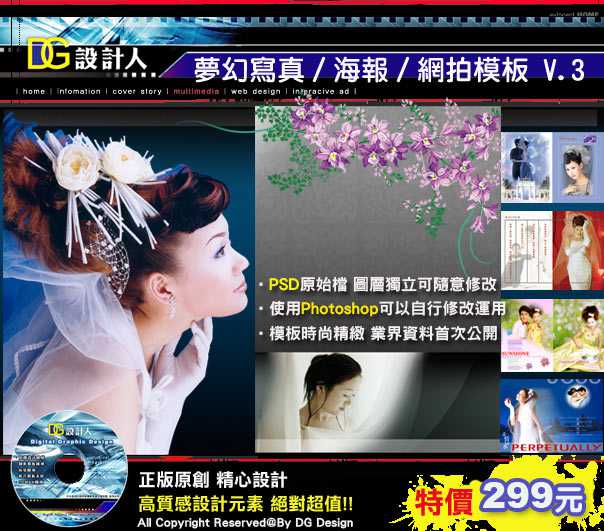 DG設計人
夢幻寫真 / 海報 / 網拍模板 V.3
| home | infomation | cover story | multimedia | web design | interacive ad |
· PSD原始檔 圖層獨立可隨意修改
· 使用Photoshop可以自行修改運用
· 模板時尚精緻 業界資料首次公開
SUNSHINE
PERPETUALLY
DG設計人
Digital Graphic Design
正版原創 精心設計
高質感設計元素 絕對超值!!
All Copyright Reserved@By DG Design
特價 299元